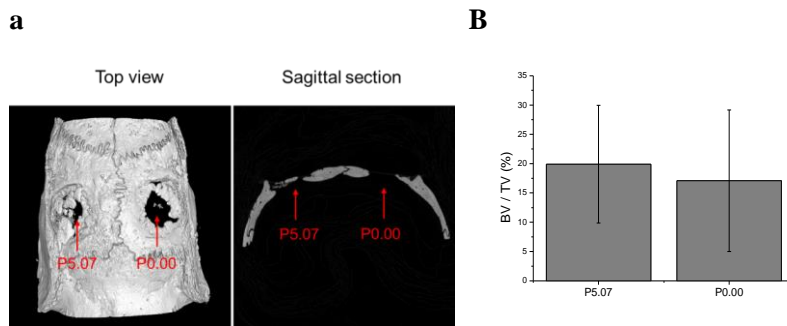 a
B
Top view
Sagittal section
P5.07
P0.00
P5.07
P0.00
BV / TV (%)
35
30
25
20
15
10
5
0
P5.07
P0.00